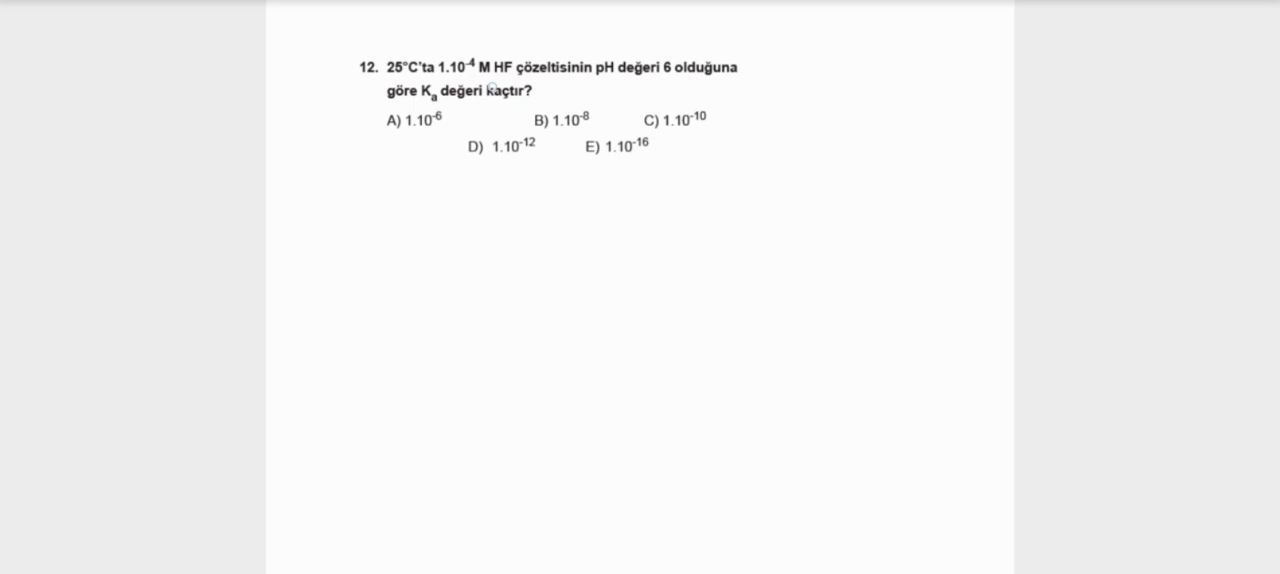 12. 25°C'ta 1.10⁻⁴ M HF çözeltisinin pH değeri 6 olduğuna
göre Kₐ değeri kaçtır?
A) 1.10⁻⁶ B) 1.10⁻⁸ C) 1.10⁻¹⁰
D) 1.10⁻¹² E) 1.10⁻¹⁶